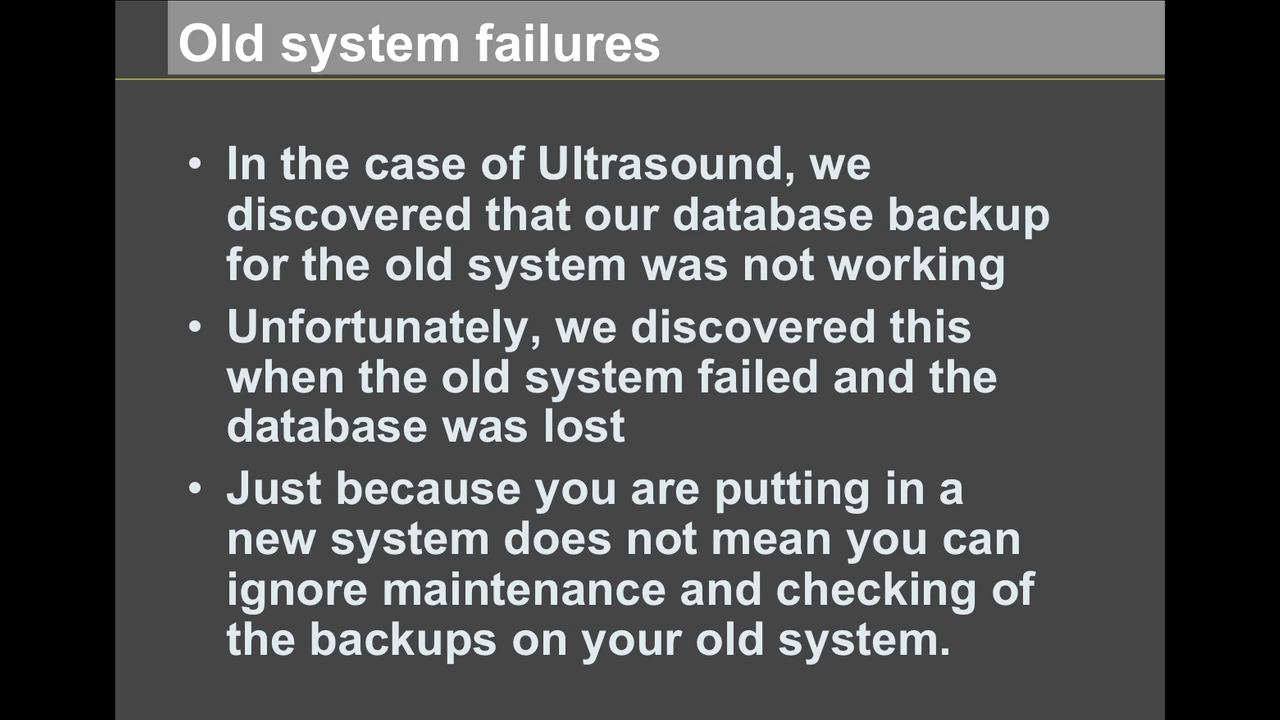 Old system failures
• In the case of Ultrasound, we
discovered that our database backup
for the old system was not working
• Unfortunately, we discovered this
when the old system failed and the
database was lost
• Just because you are putting in a
new system does not mean you can
ignore maintenance and checking of
the backups on your old system.